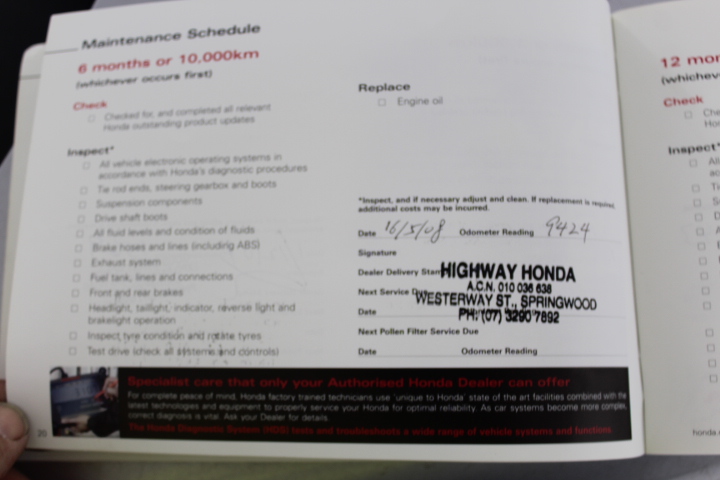 Maintenance Schedule
6 months or 10,000km
(whichever occurs first)
Check
Checked for, and completed all relevant
Honda outstanding product updates
Inspect*
All vehicle electronic operating systems in
accordance with Honda's diagnostic procedures
Tie rod ends, steering gearbox and boots
Suspension components
Drive shaft boots
All fluid levels and condition of fluids
Brake hoses and lines (including ABS)
Exhaust system
Fuel tank, lines and connections
Front and rear brakes
Headlight, taillight, indicator, reverse light and
brakelight operation
Inspect tyre condition and rotate tyres
Test drive (check all systems and controls)
20
Replace
Engine oil
*Inspect, and if necessary adjust and clean. If replacement is required,
additional costs may be incurred.
Date 16/5/08 Odometer Reading 9424
Signature
Dealer Delivery Stamp
HIGHWAY HONDA
A.C.N. 010 036 638
Next Service Due
WESTERWAY ST., SPRINGWOOD
Date
PH: (07) 3290 7892
Next Pollen Filter Service Due
Date Odometer Reading
Specialist care that only your Authorised Honda Dealer can offer
For complete peace of mind, Honda factory trained technicians use 'unique to Honda' state of the art facilities combined with the
latest technologies and equipment to properly service your Honda for optimal reliability. As car systems become more complex,
correct diagnosis is vital. Ask your Dealer for details.
The Honda Diagnostic System (HDS) tests and troubleshoots a wide range of vehicle systems and functions.
12 mo
(whichev
Check
Che
Hon
Inspect*
honda